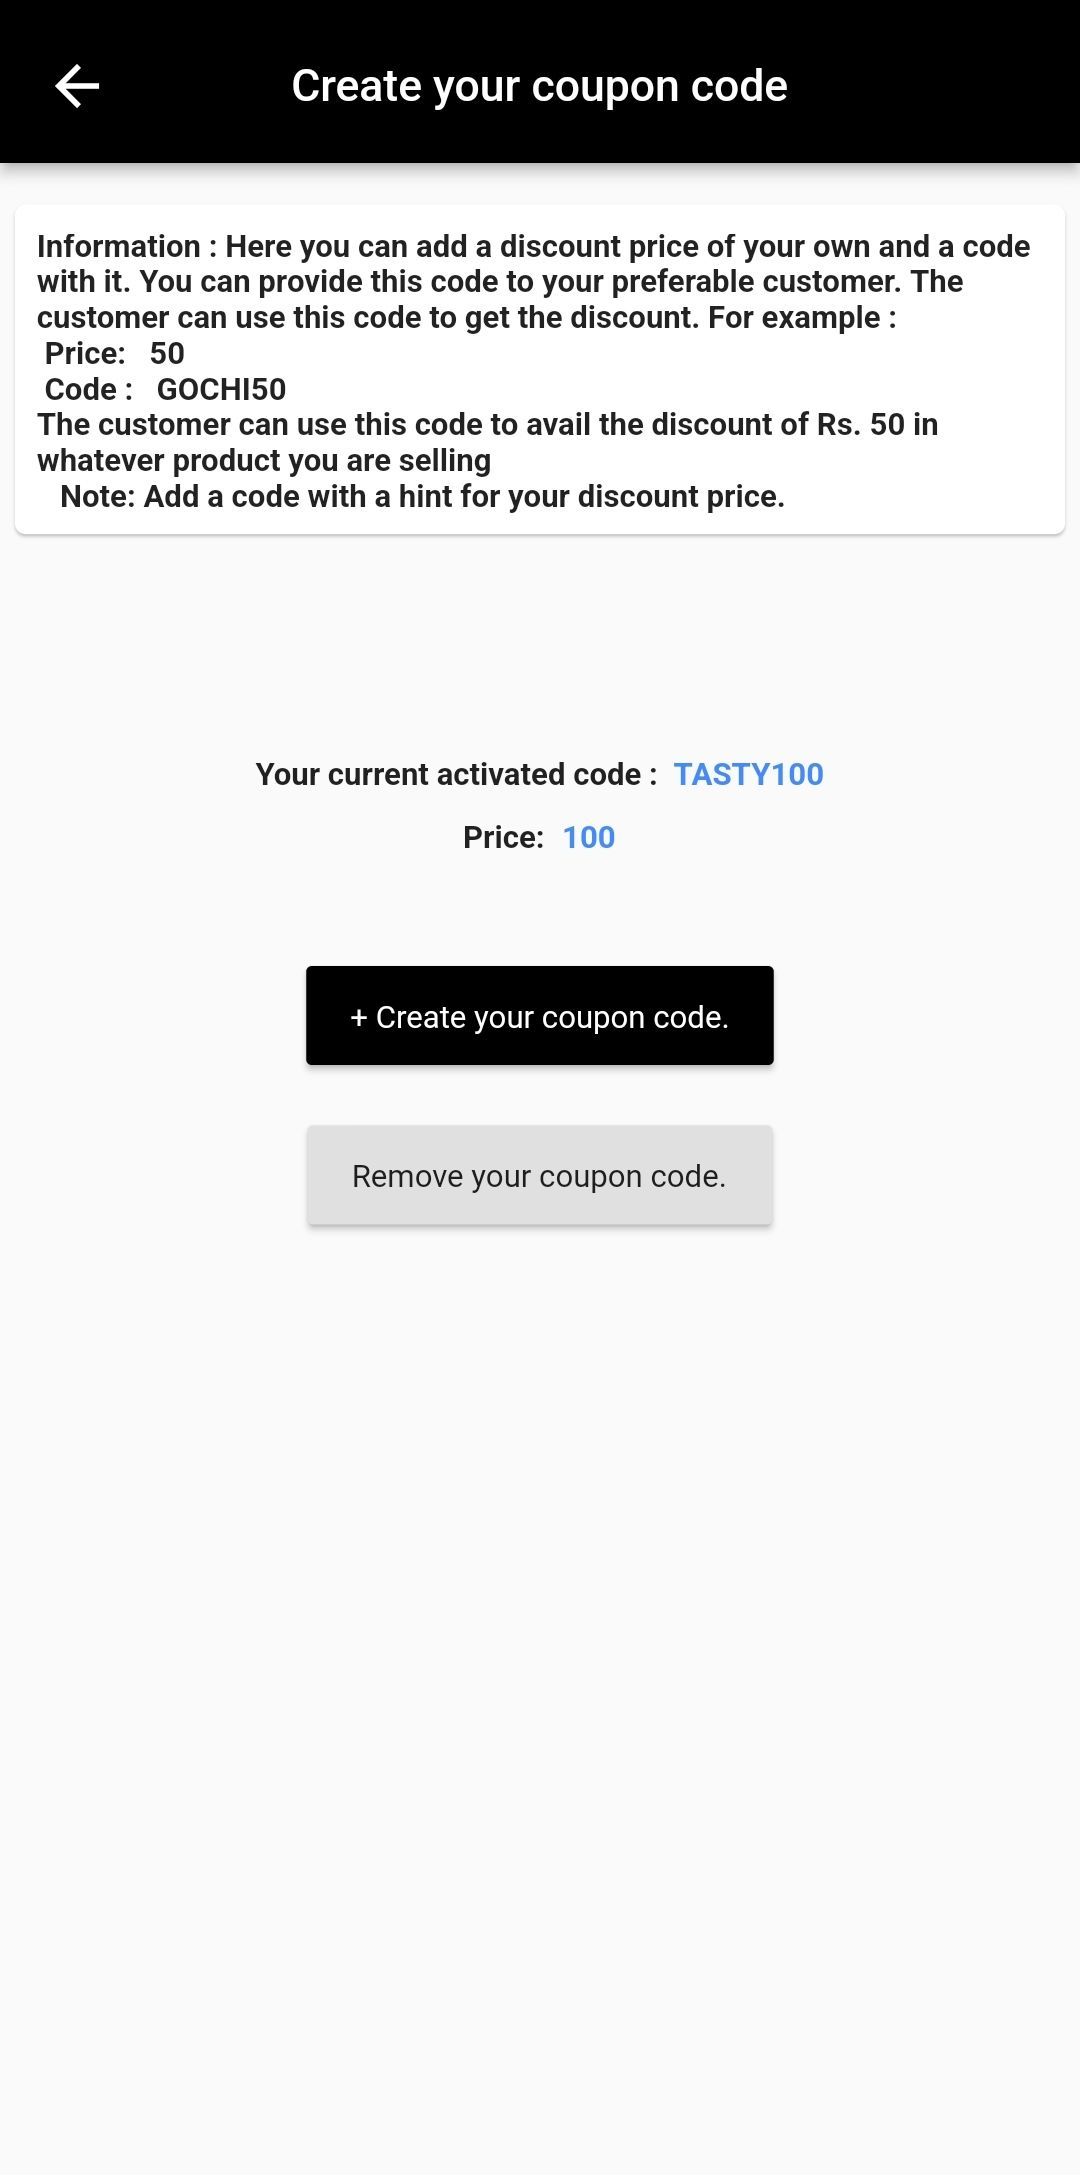 Create your coupon code
Information : Here you can add a discount price of your own and a code
with it. You can provide this code to your preferable customer. The
customer can use this code to get the discount. For example :
Price: 50
Code : GOCHI50
The customer can use this code to avail the discount of Rs. 50 in
whatever product you are selling
Note: Add a code with a hint for your discount price.
Your current activated code : TASTY100
Price: 100
+ Create your coupon code.
Remove your coupon code.